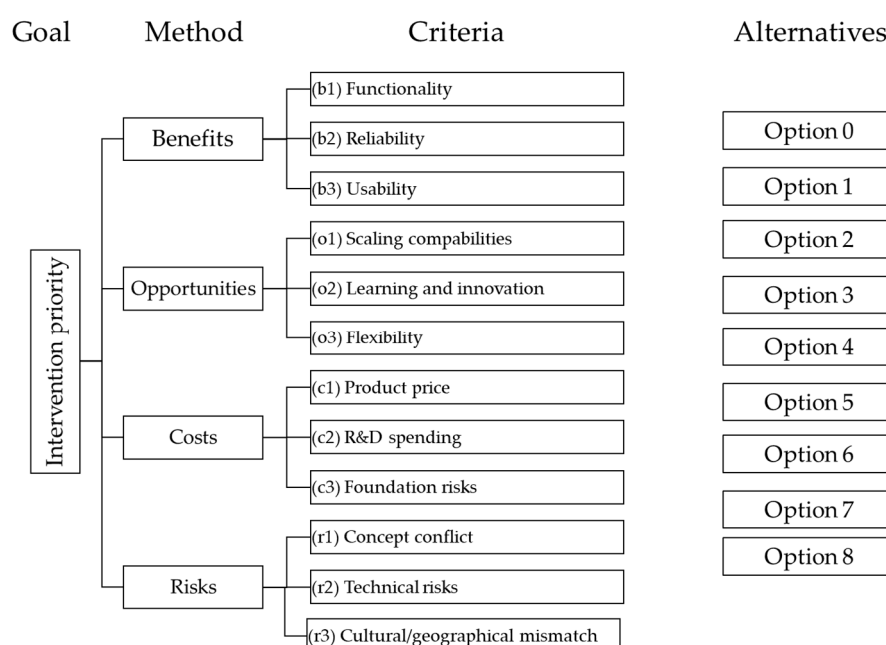 Goal
Method
Criteria
Alternatives
Intervention priority
Benefits
(b1) Functionality
(b2) Reliability
(b3) Usability
Opportunities
(o1) Scaling compabilities
(o2) Learning and innovation
(o3) Flexibility
Costs
(c1) Product price
(c2) R&D spending
(c3) Foundation risks
Risks
(r1) Concept conflict
(r2) Technical risks
(r3) Cultural/geographical mismatch
Option 0
Option 1
Option 2
Option 3
Option 4
Option 5
Option 6
Option 7
Option 8